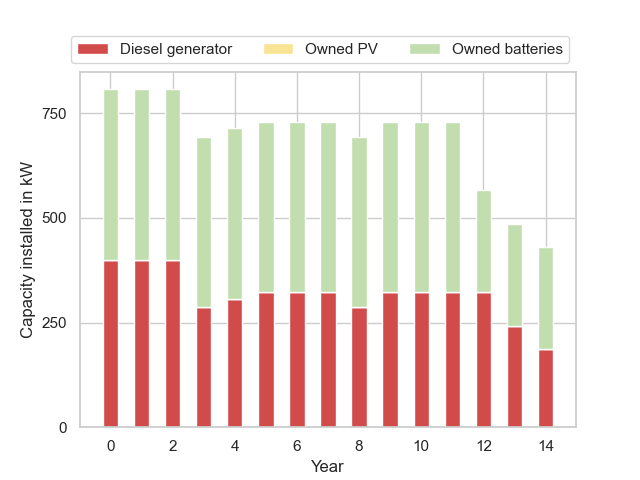 Diesel generator Owned PV Owned batteries
Capacity installed in kW
750
500
250
0
0 2 4 6 8 10 12 14
Year